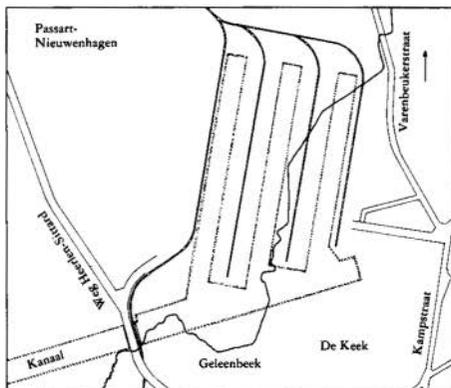 Passart-
Nieuwenhagen
Varenbeukerstraat
Weg Heerlen-Sittard
Kampstraat
De Keek
Geleenbeek
Kanaal